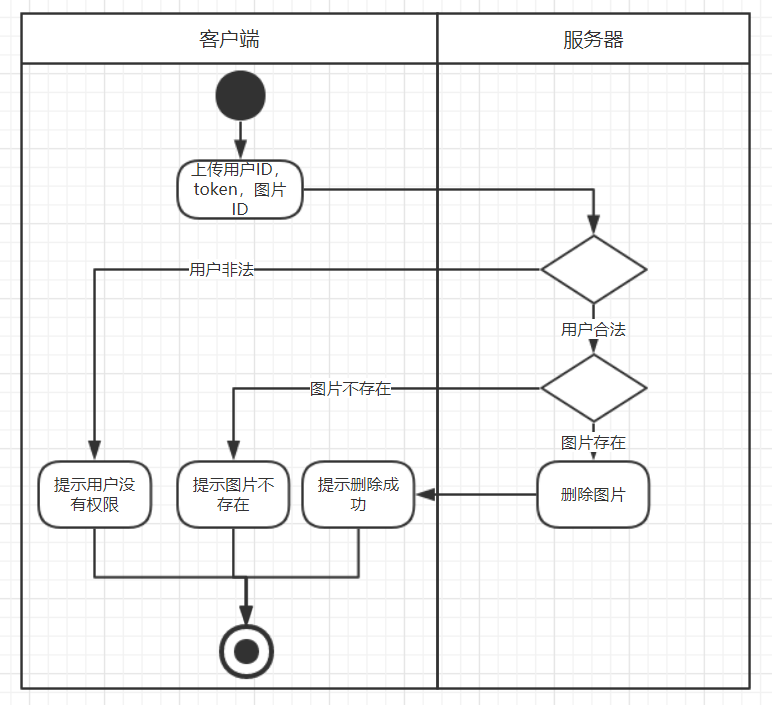 客户端
服务器
上传用户ID，
token，图片
ID
用户非法
用户合法
图片不存在
图片存在
提示用户没
有权限
提示图片不
存在
提示删除成
功
删除图片